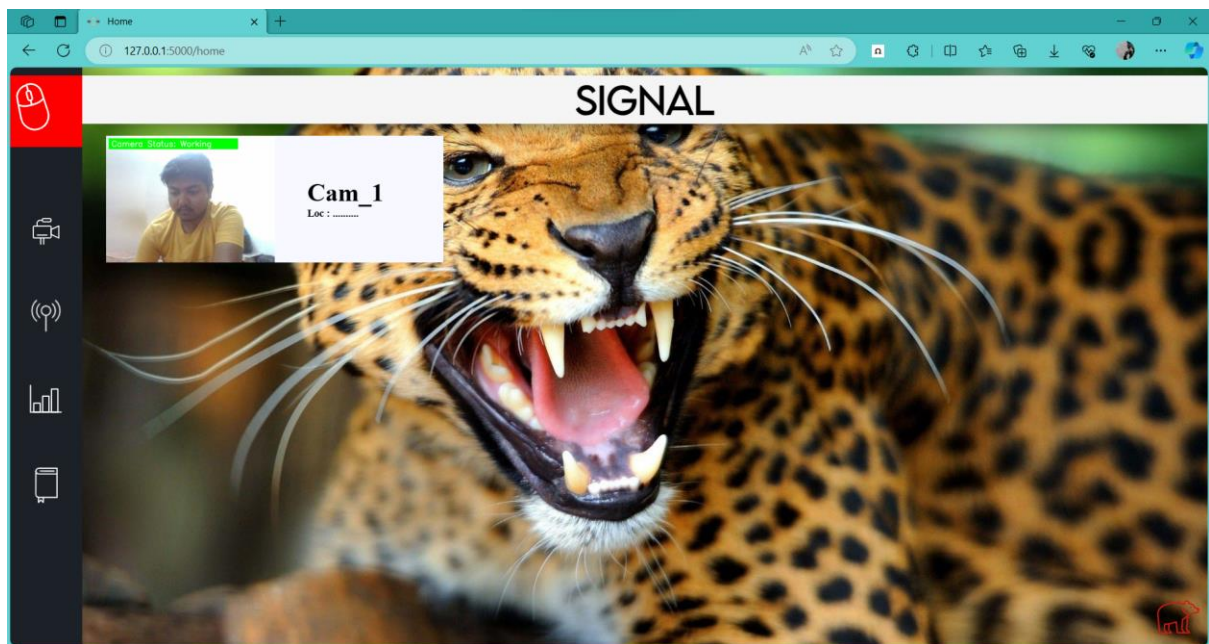 Home
127.0.0.1:5000/home
SIGNAL
Camera Status: Working
Cam_1
Loc : ..........